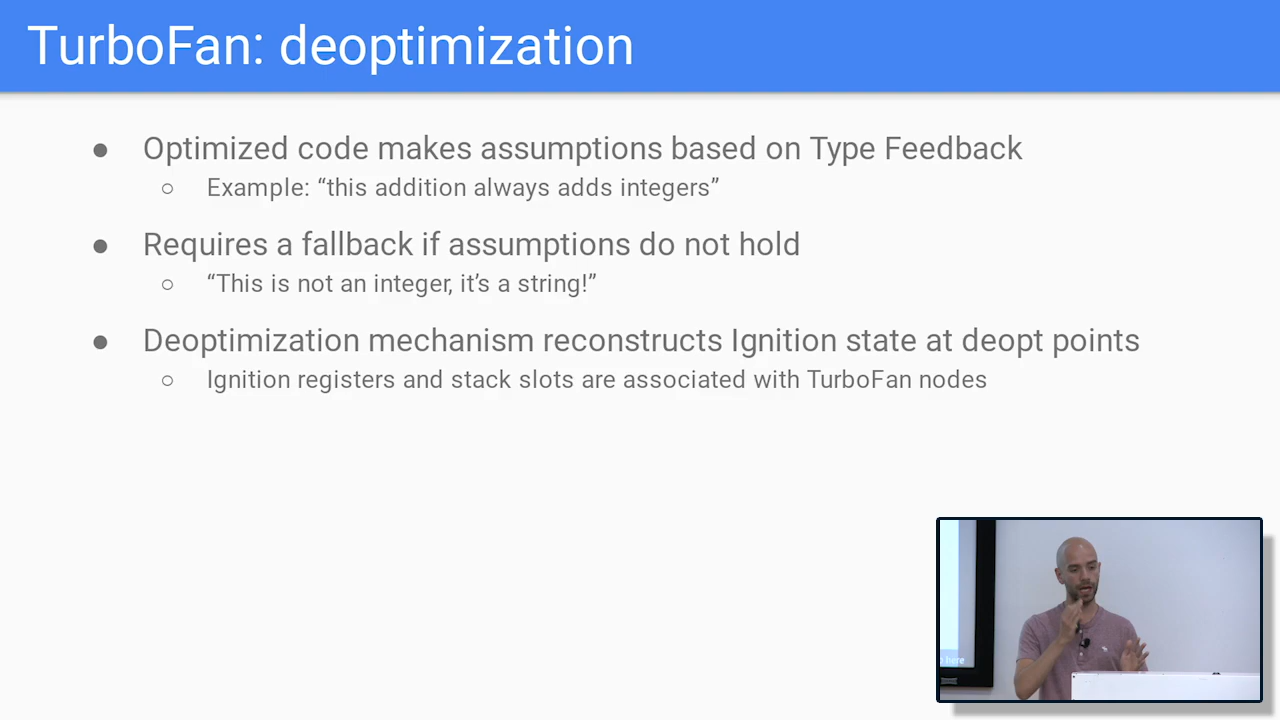 TurboFan: deoptimization
● Optimized code makes assumptions based on Type Feedback
○ Example: “this addition always adds integers”
● Requires a fallback if assumptions do not hold
○ “This is not an integer, it’s a string!”
● Deoptimization mechanism reconstructs Ignition state at deopt points
○ Ignition registers and stack slots are associated with TurboFan nodes
here